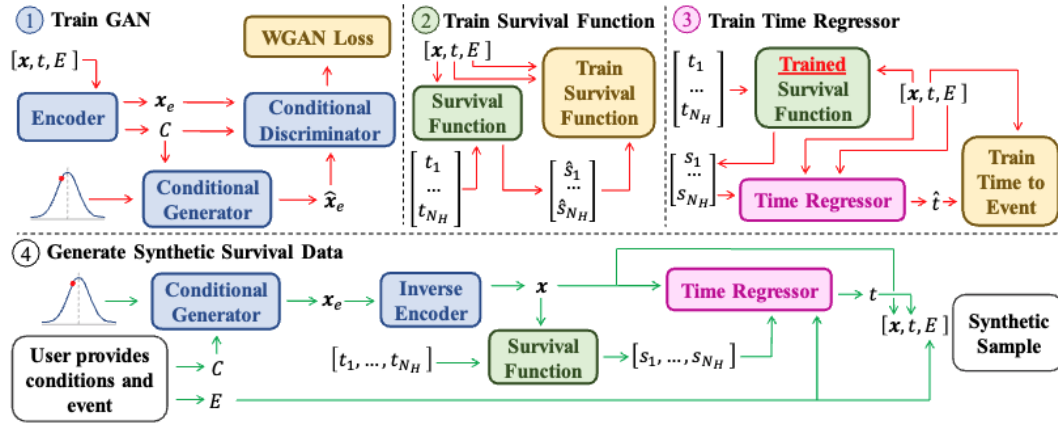 1 Train GAN
[x, t, E]
Encoder
x_e
C
WGAN Loss
Conditional
Discriminator
Conditional
Generator
x̂_e
2 Train Survival Function
[x, t, E]
Survival
Function
Train
Survival
Function
t_1
...
t_{N_H}
ŝ_1
...
ŝ_{N_H}
3 Train Time Regressor
t_1
...
t_{N_H}
Trained
Survival
Function
[x, t, E]
s_1
...
s_{N_H}
Time Regressor
t̂
Train
Time to
Event
4 Generate Synthetic Survival Data
Conditional
Generator
x_e
Inverse
Encoder
x
Time Regressor
t
[x, t, E]
Synthetic
Sample
User provides
conditions and
event
C
E
[t_1, ..., t_{N_H}]
Survival
Function
[s_1, ..., s_{N_H}]